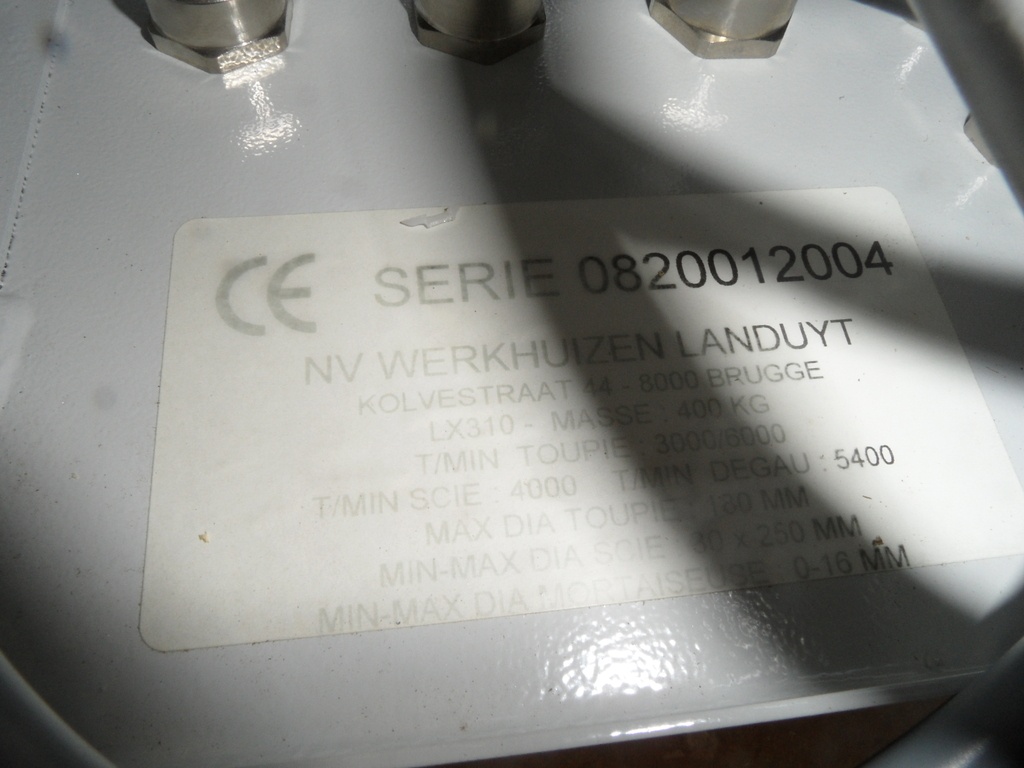 CE SERIE 0820012004
NV WERKHUIZEN LANDUYT
KOLVESTRAAT 44 - 8000 BRUGGE
LX310 - MASSE : 400 KG
T/MIN TOUPIE : 3000/6000
T/MIN SCIE : 4000 T/MIN DEGAU : 5400
MAX DIA TOUPIE : 180 MM
MIN-MAX DIA SCIE : 30 x 250 MM
MIN-MAX DIA MORTAISEUSE : 0-16 MM